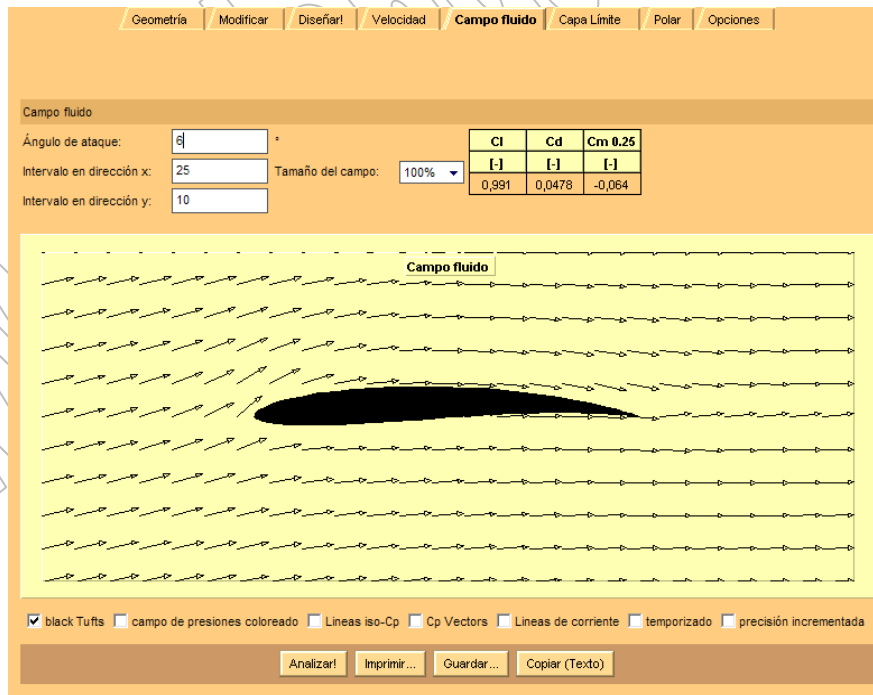 Geometría Modificar Diseñar! Velocidad Campo fluido Capa Límite Polar Opciones
Campo fluido
Ángulo de ataque: 6 °
Intervalo en dirección x: 25 Tamaño del campo: 100%
Intervalo en dirección y: 10
Cl Cd Cm 0.25
[-] [-] [-]
0,991 0,0478 -0,064
Campo fluido
black Tufts campo de presiones coloreado Lineas iso-Cp Cp Vectors Lineas de corriente temporizado precisión incrementada
Analizar! Imprimir... Guardar... Copiar (Texto)